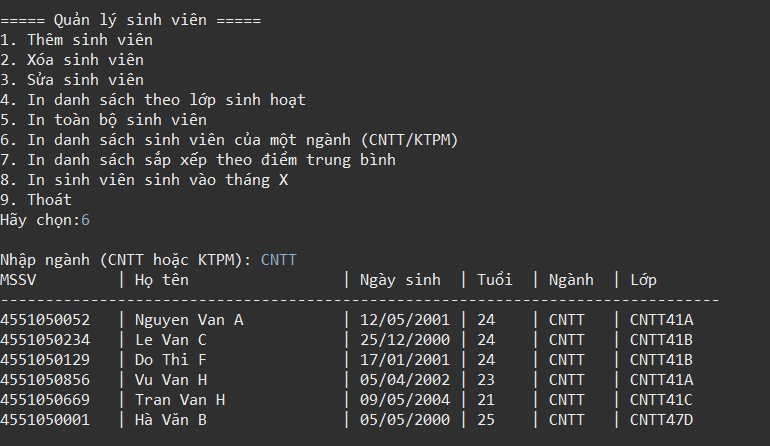 ===== Quản lý sinh viên =====
1. Thêm sinh viên
2. Xóa sinh viên
3. Sửa sinh viên
4. In danh sách theo lớp sinh hoạt
5. In toàn bộ sinh viên
6. In danh sách sinh viên của một ngành (CNTT/KTPM)
7. In danh sách sắp xếp theo điểm trung bình
8. In sinh viên sinh vào tháng X
9. Thoát
Hãy chọn:6
Nhập ngành (CNTT hoặc KTPM): CNTT
MSSV         | Họ tên                 | Ngày sinh  | Tuổi  | Ngành  | Lớp
--------------------------------------------------------------------------------
4551050052   | Nguyen Van A           | 12/05/2001 | 24    | CNTT   | CNTT41A
4551050234   | Le Van C               | 25/12/2000 | 24    | CNTT   | CNTT41B
4551050129   | Do Thi F               | 17/01/2001 | 24    | CNTT   | CNTT41B
4551050856   | Vu Van H               | 05/04/2002 | 23    | CNTT   | CNTT41A
4551050669   | Tran Van H             | 09/05/2004 | 21    | CNTT   | CNTT41C
4551050001   | Hà Văn B               | 05/05/2000 | 25    | CNTT   | CNTT47D